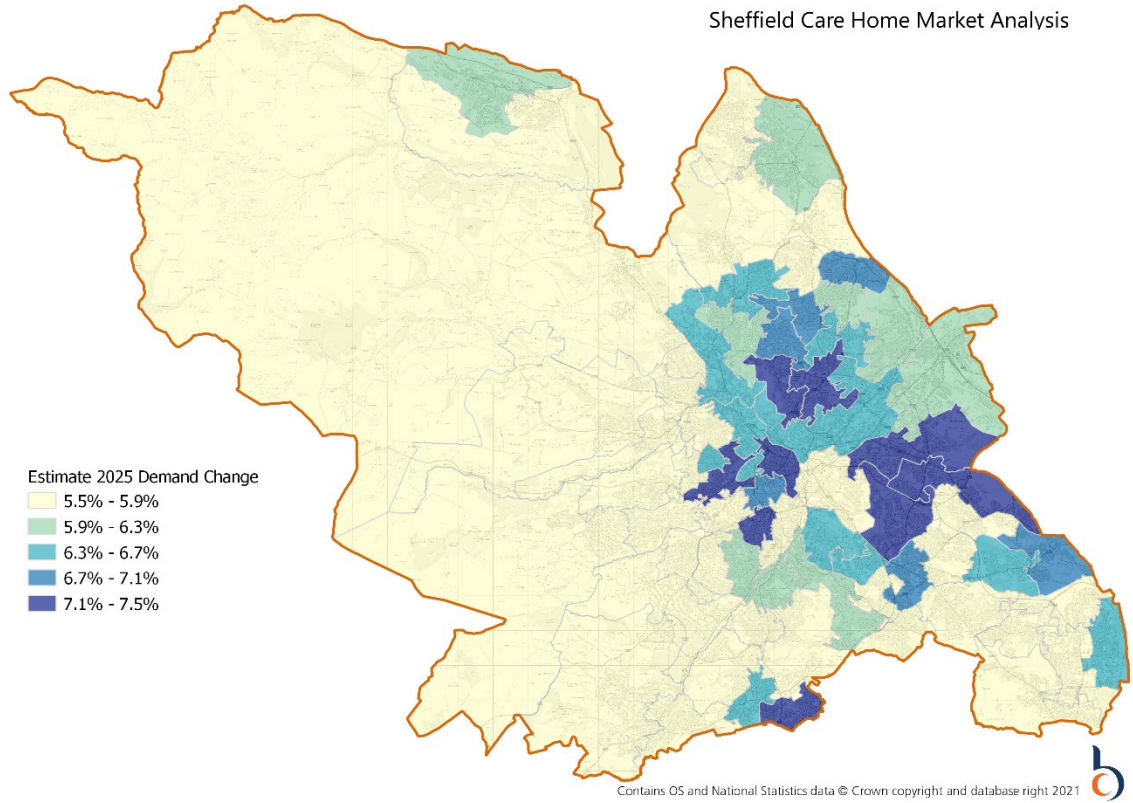 Sheffield Care Home Market Analysis
Estimate 2025 Demand Change
5.5% - 5.9%
5.9% - 6.3%
6.3% - 6.7%
6.7% - 7.1%
7.1% - 7.5%
Contains OS and National Statistics data © Crown copyright and database right 2021